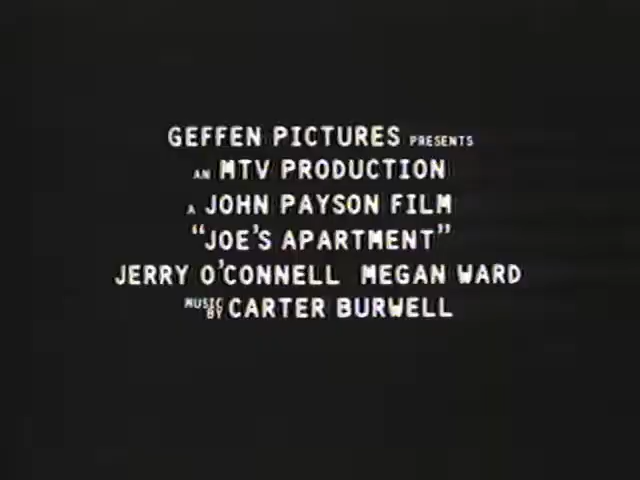 GEFFEN PICTURES PRESENTS
AN MTV PRODUCTION
A JOHN PAYSON FILM
"JOE'S APARTMENT"
JERRY O'CONNELL MEGAN WARD
MUSIC BY CARTER BURWELL